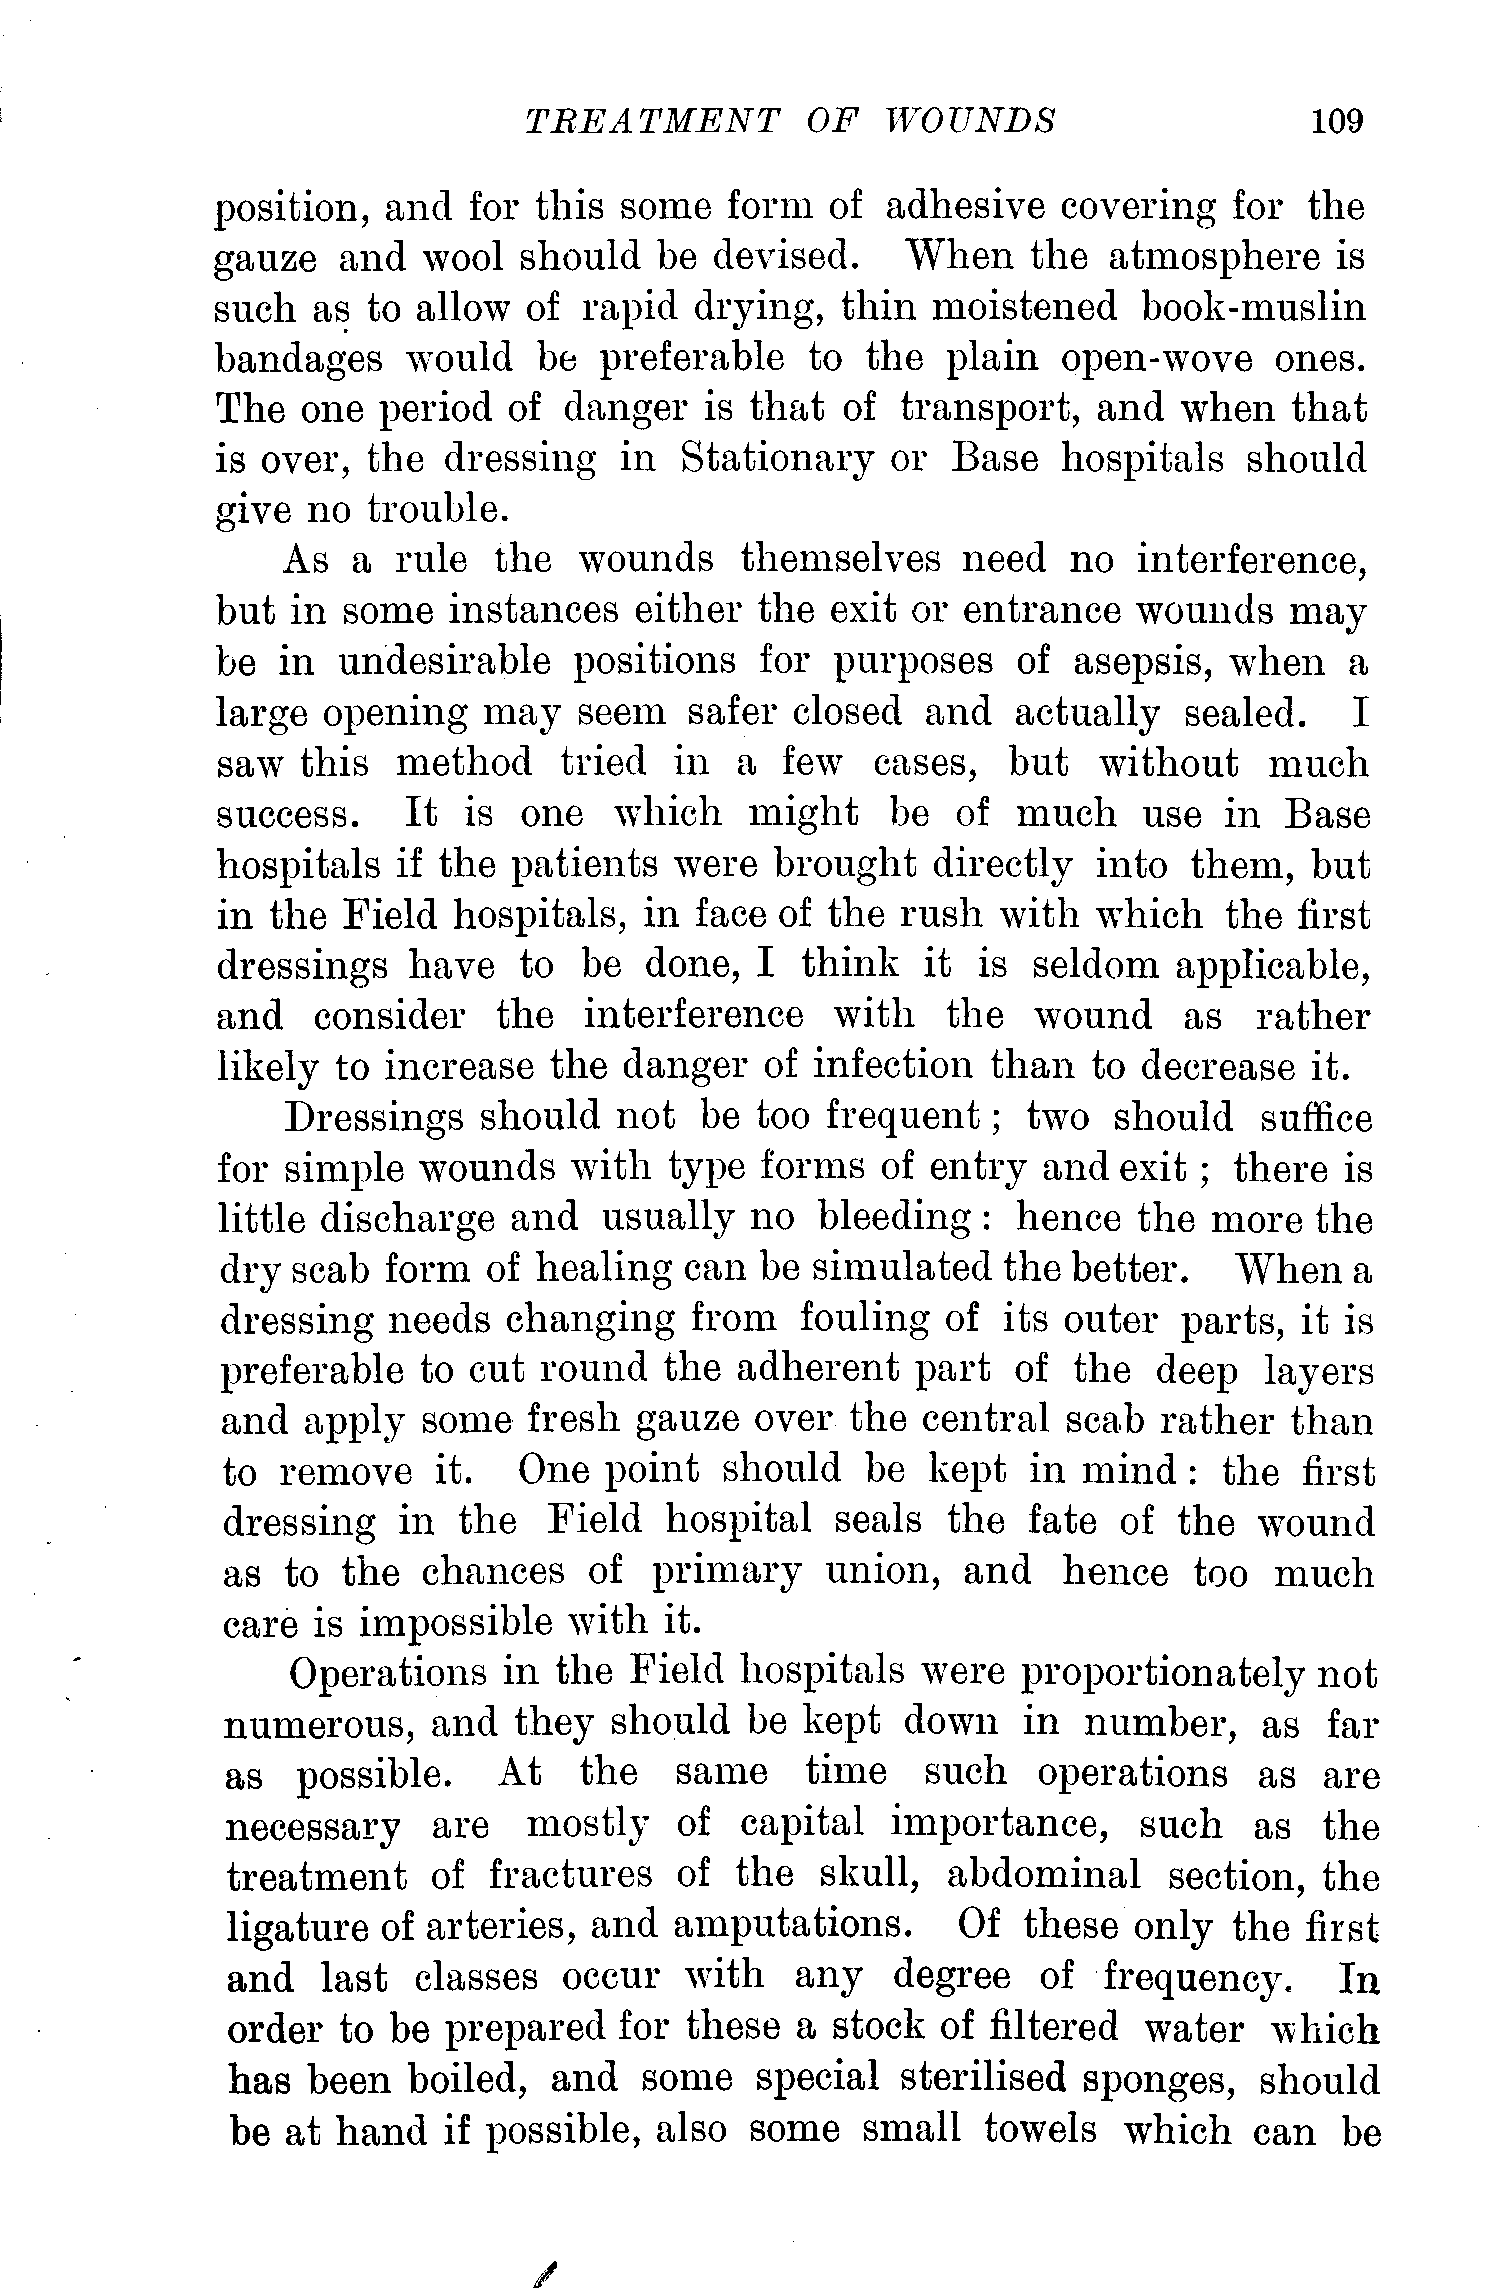 TREATMENT OF WOUNDS 109
position, and for this some form of adhesive covering for the
gauze and wool should be devised. When the atmosphere is
such as to allow of rapid drying, thin moistened book-muslin
bandages would be preferable to the plain open-wove ones.
The one period of danger is that of transport, and when that
is over, the dressing in Stationary or Base hospitals should
give no trouble.
As a rule the wounds themselves need no interference,
but in some instances either the exit or entrance wounds may
be in undesirable positions for purposes of asepsis, when a
large opening may seem safer closed and actually sealed. I
saw this method tried in a few cases, but without much
success. It is one which might be of much use in Base
hospitals if the patients were brought directly into them, but
in the Field hospitals, in face of the rush with which the first
dressings have to be done, I think it is seldom applicable,
and consider the interference with the wound as rather
likely to increase the danger of infection than to decrease it.
Dressings should not be too frequent ; two should suffice
for simple wounds with type forms of entry and exit ; there is
little discharge and usually no bleeding : hence the more the
dry scab form of healing can be simulated the better. When a
dressing needs changing from fouling of its outer parts, it is
preferable to cut round the adherent part of the deep layers
and apply some fresh gauze over the central scab rather than
to remove it. One point should be kept in mind : the first
dressing in the Field hospital seals the fate of the wound
as to the chances of primary union, and hence too much
care is impossible with it.
Operations in the Field hospitals were proportionately not
numerous, and they should be kept down in number, as far
as possible. At the same time such operations as are
necessary are mostly of capital importance, such as the
treatment of fractures of the skull, abdominal section, the
ligature of arteries, and amputations. Of these only the first
and last classes occur with any degree of frequency. In
order to be prepared for these a stock of filtered water which
has been boiled, and some special sterilised sponges, should
be at hand if possible, also some small towels which can be